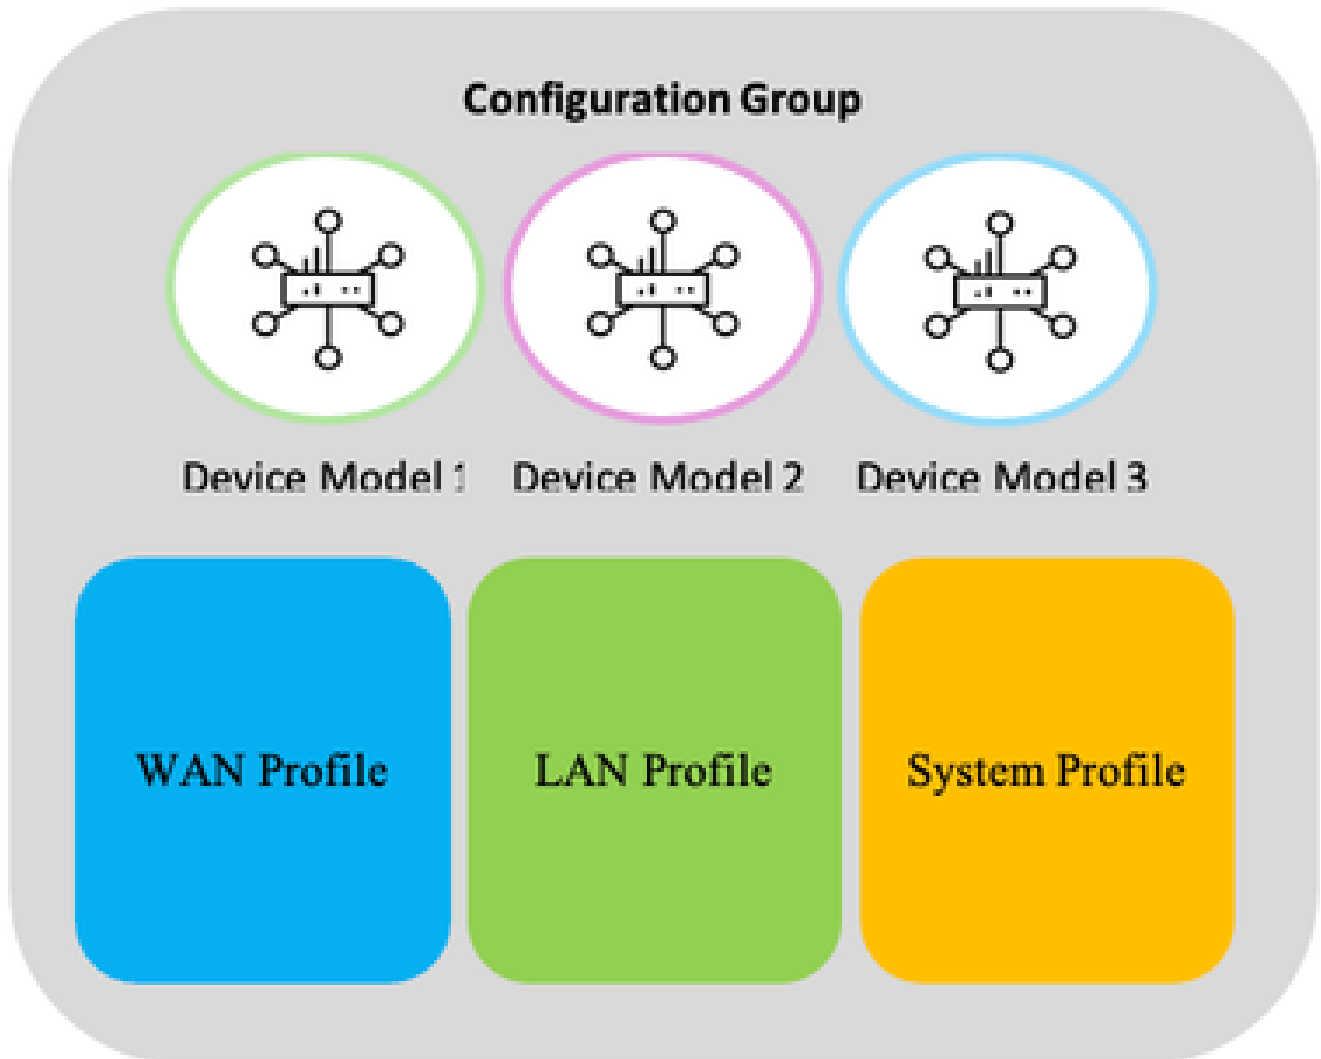 Configuration Group
Device Model 1 Device Model 2 Device Model 3
WAN Profile LAN Profile System Profile